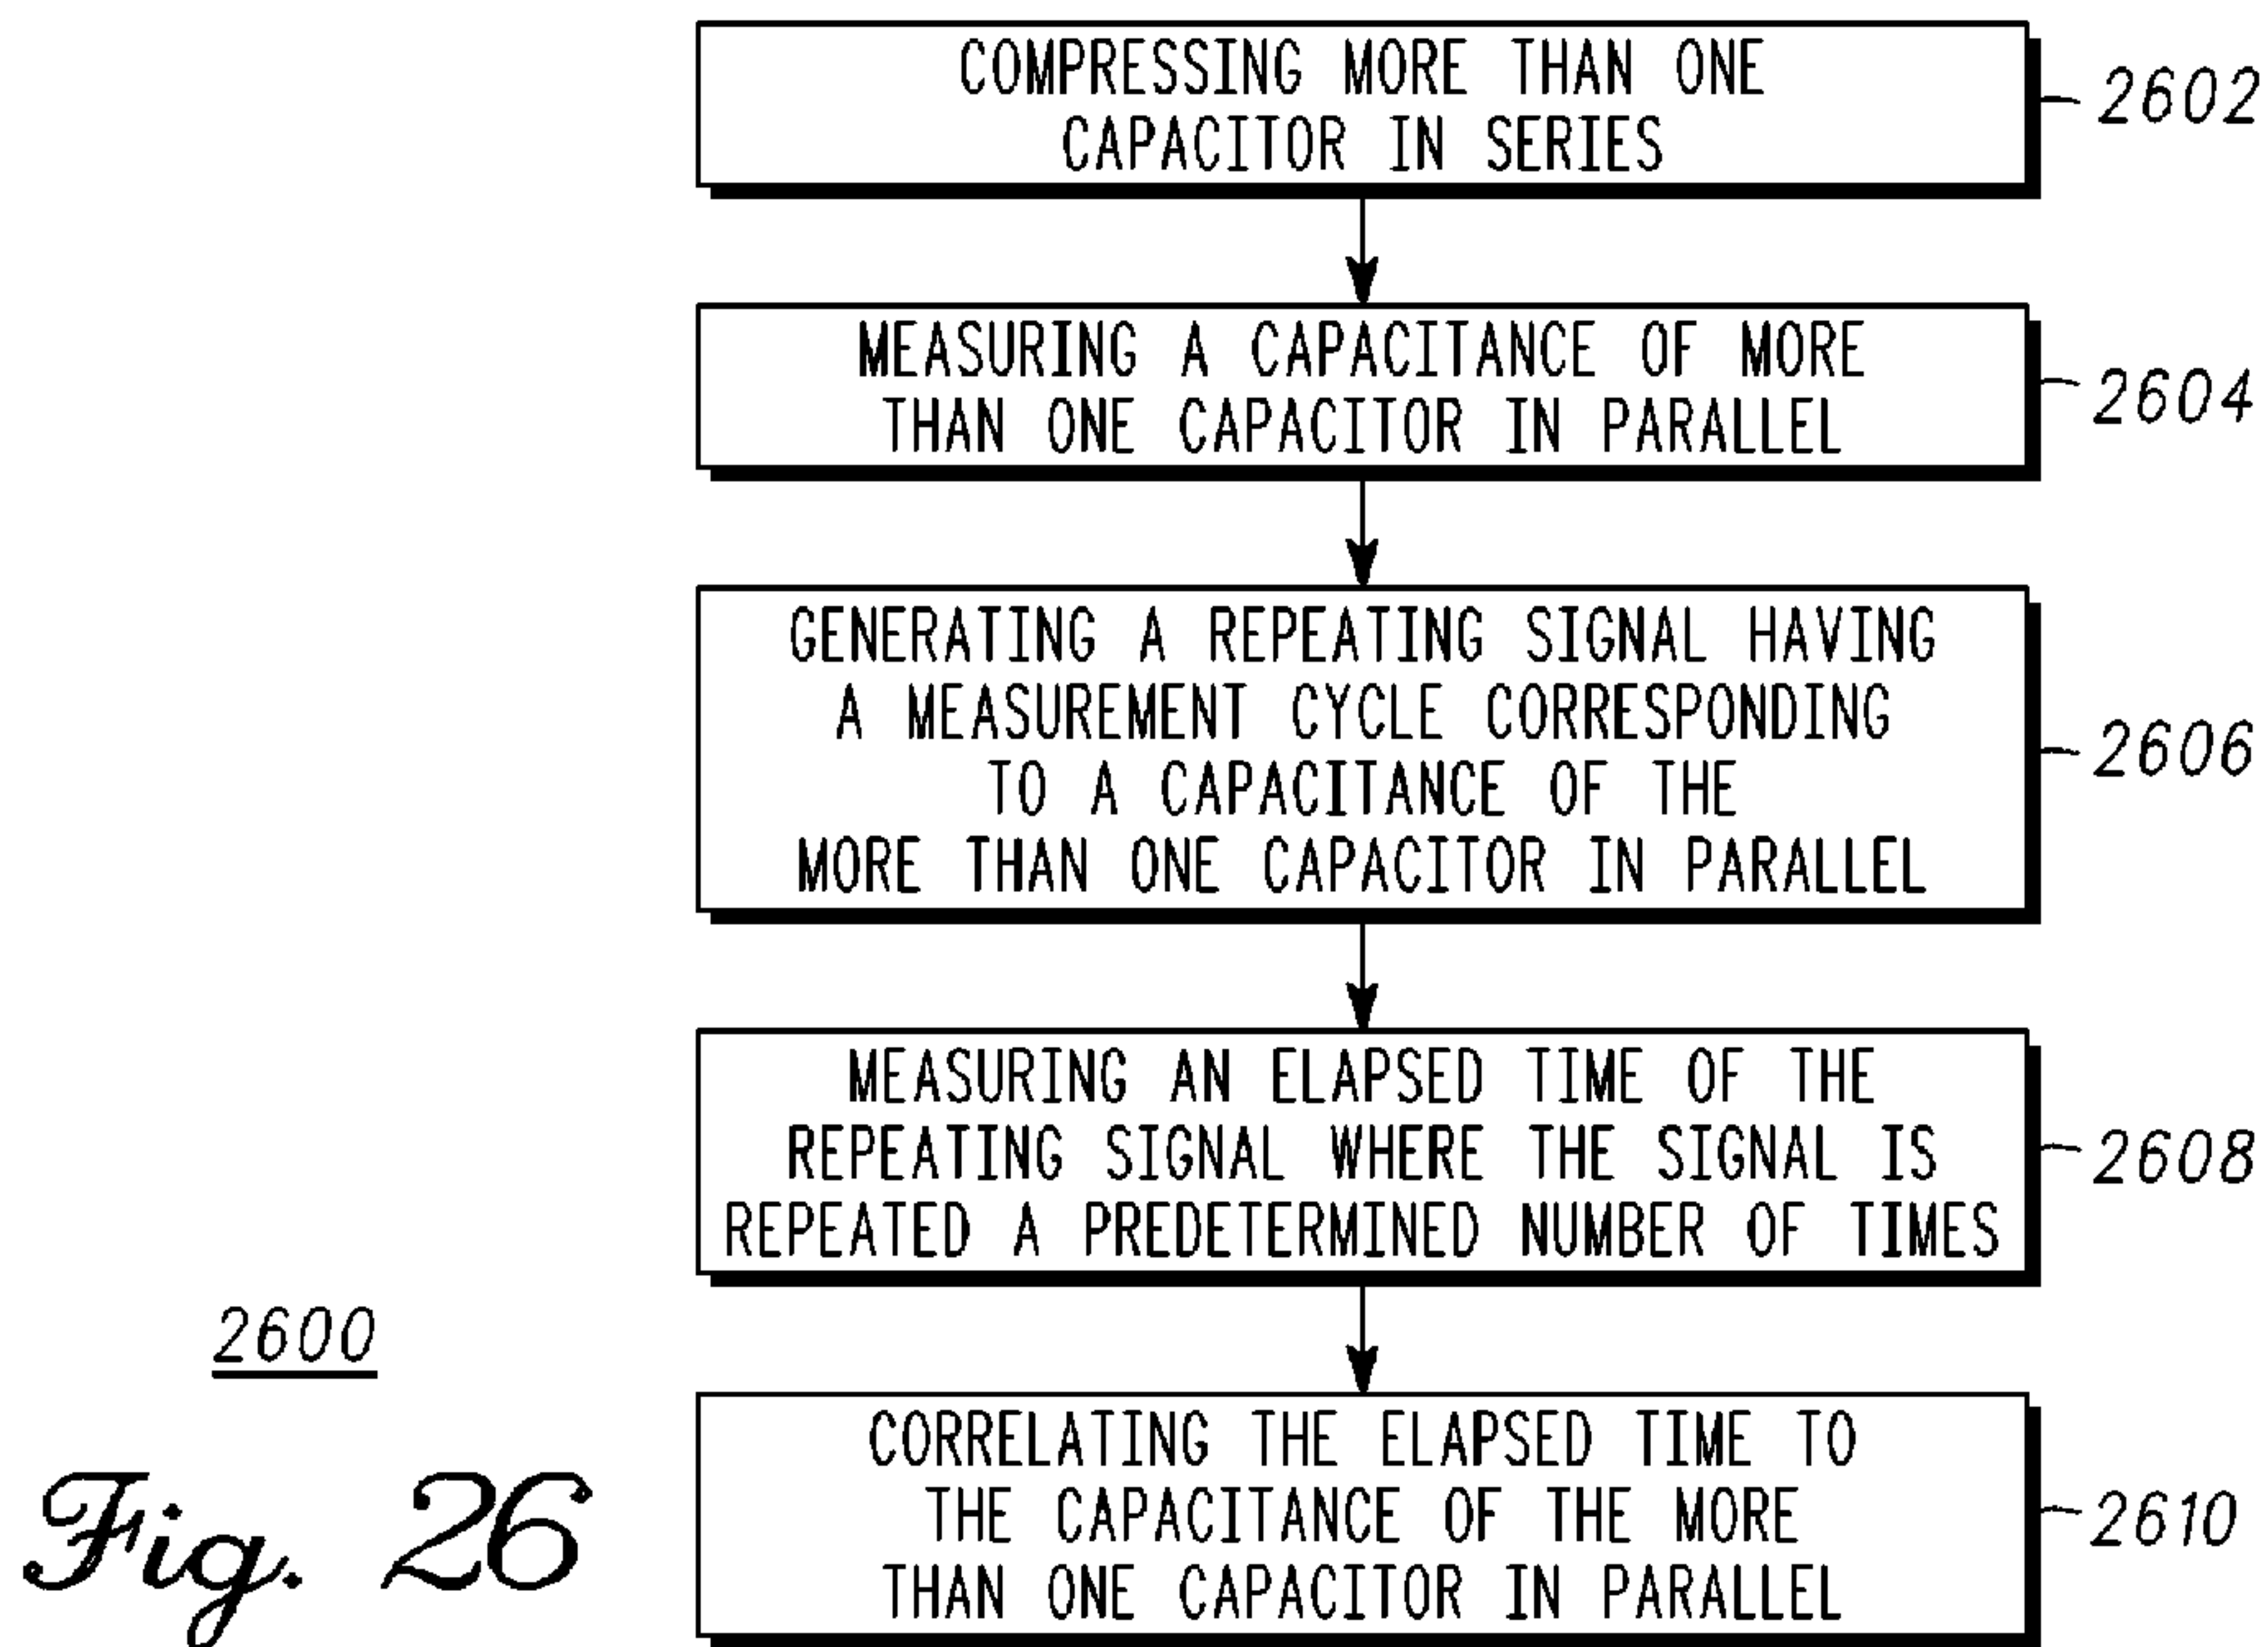 COMPRESSING MORE THAN ONE
CAPACITOR IN SERIES
2602
MEASURING A CAPACITANCE OF MORE
THAN ONE CAPACITOR IN PARALLEL
2604
GENERATING A REPEATING SIGNAL HAVING
A MEASUREMENT CYCLE CORRESPONDING
TO A CAPACITANCE OF THE
MORE THAN ONE CAPACITOR IN PARALLEL
2606
MEASURING AN ELAPSED TIME OF THE
REPEATING SIGNAL WHERE THE SIGNAL IS
REPEATED A PREDETERMINED NUMBER OF TIMES
2608
CORRELATING THE ELAPSED TIME TO
THE CAPACITANCE OF THE MORE
THAN ONE CAPACITOR IN PARALLEL
2610
2600
Fig. 26